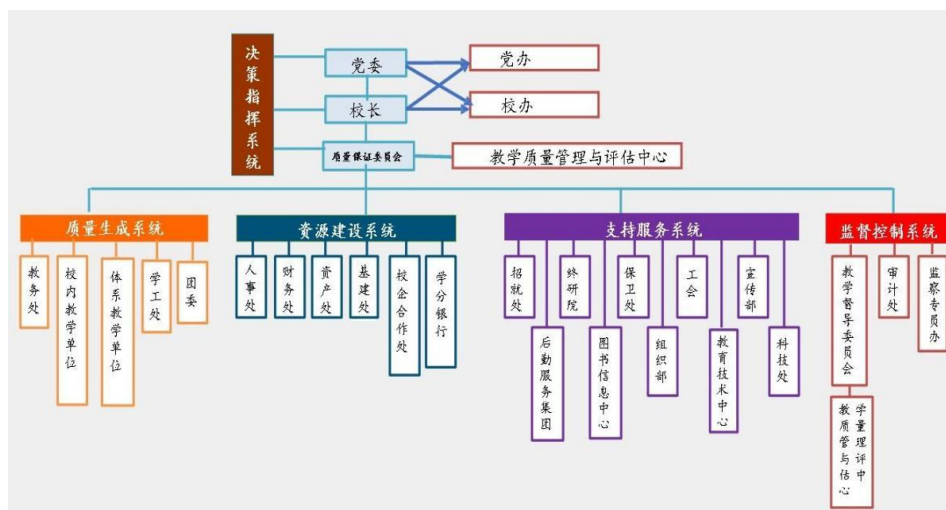 决策指挥系统
党委
党办
校长
校办
质量保证委员会
教学质量管理与评估中心
质量生成系统
资源建设系统
支持服务系统
监督控制系统
教务处
校内教学单位
体系教学单位
学工处
团委
人事处
财务处
资产处
基建处
校企合作处
学分银行
招就处
后勤服务集团
终研院
图书信息中心
保卫处
组织部
工会
教育技术中心
宣传部
科技处
教学督导委员会
审计处
监察专员办
教学质量管理与评估中心